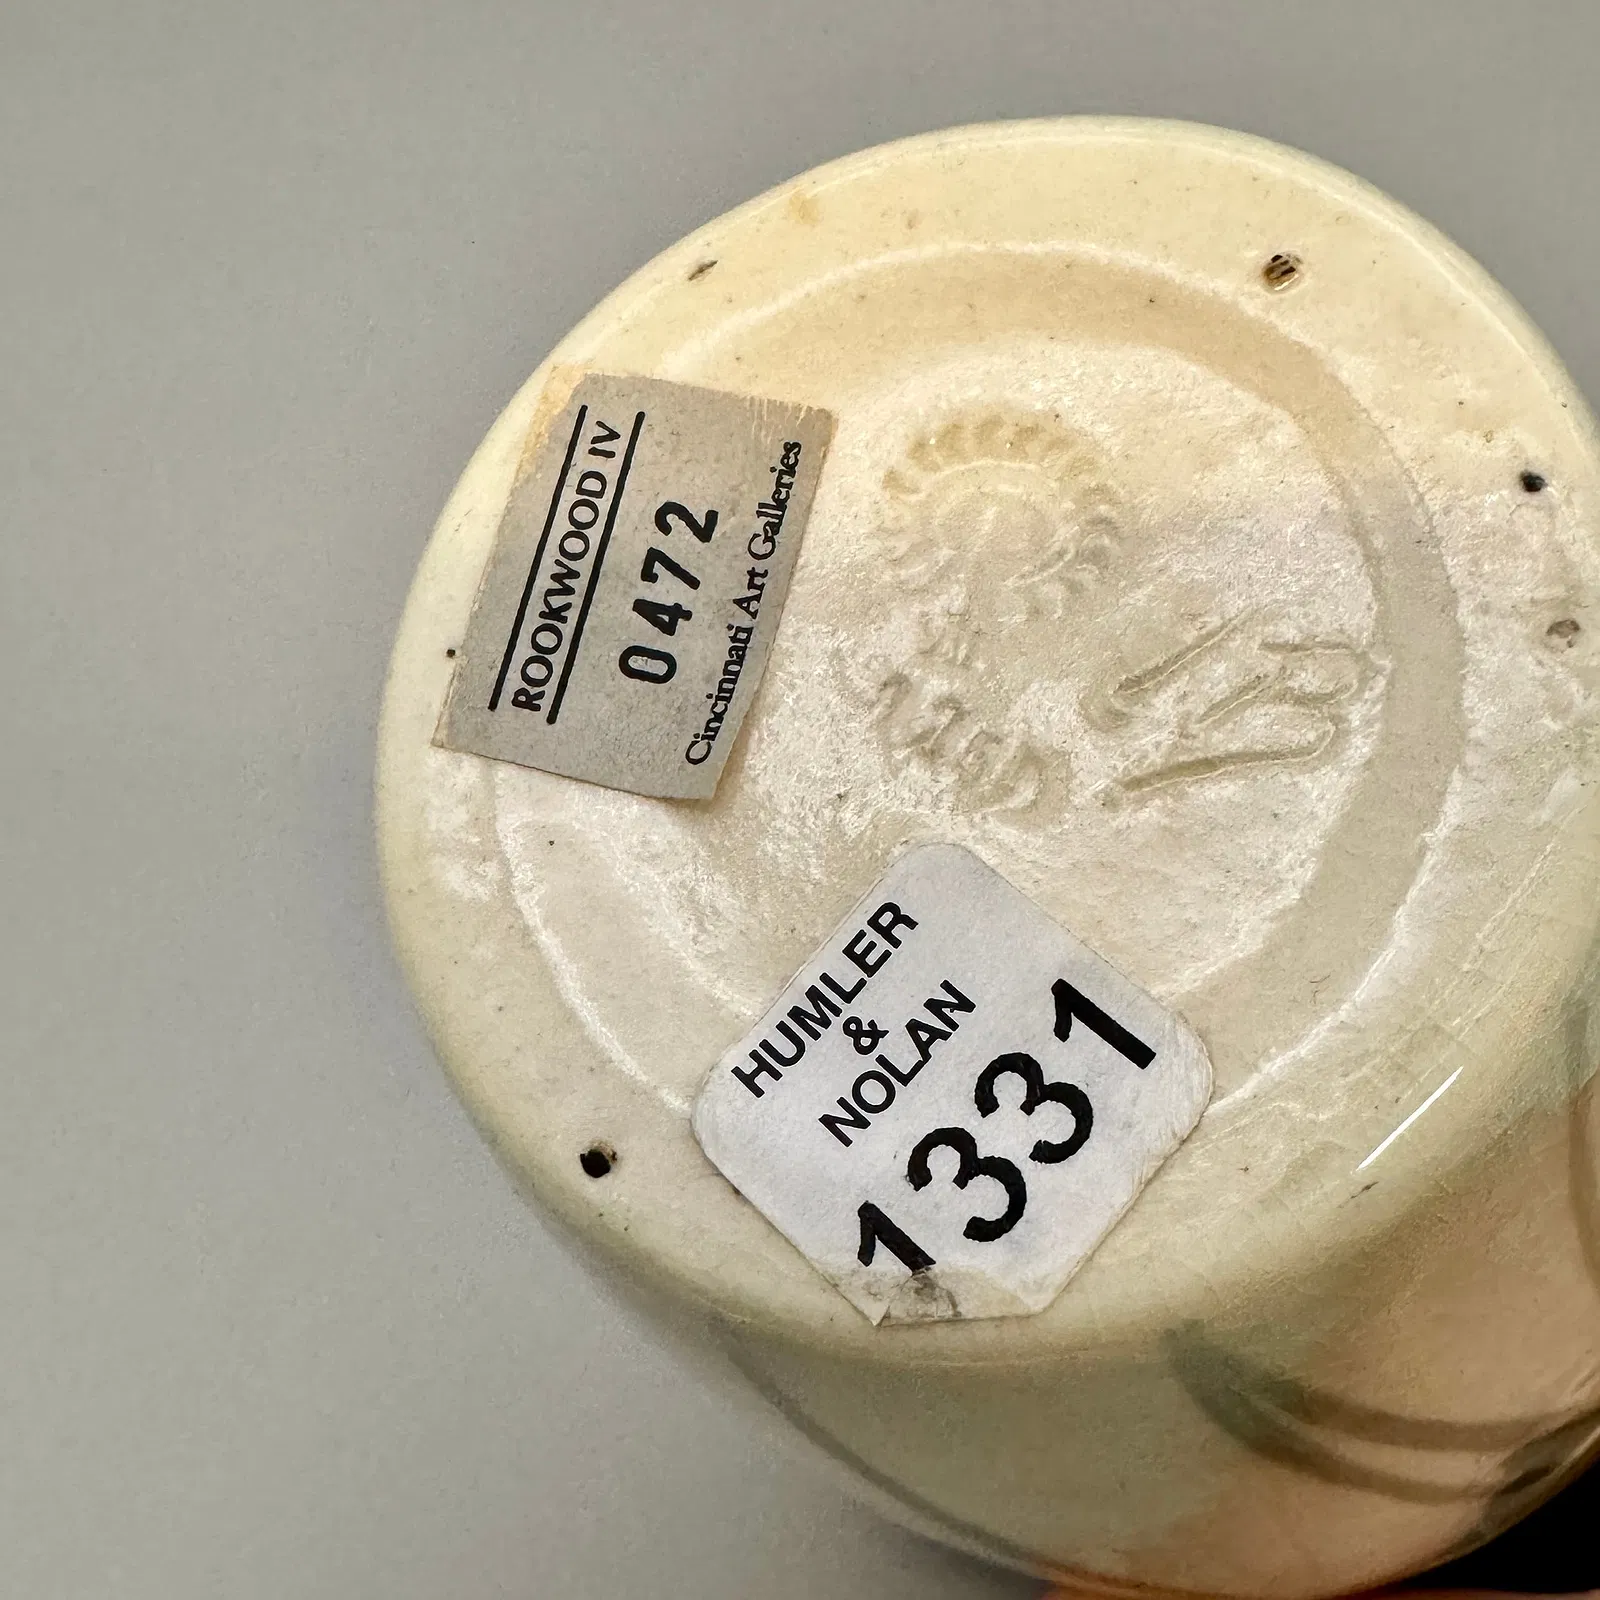 ROOKWOOD IV
0472
Cincinnati Art Galleries
HUMLER
&
NOLAN
1331